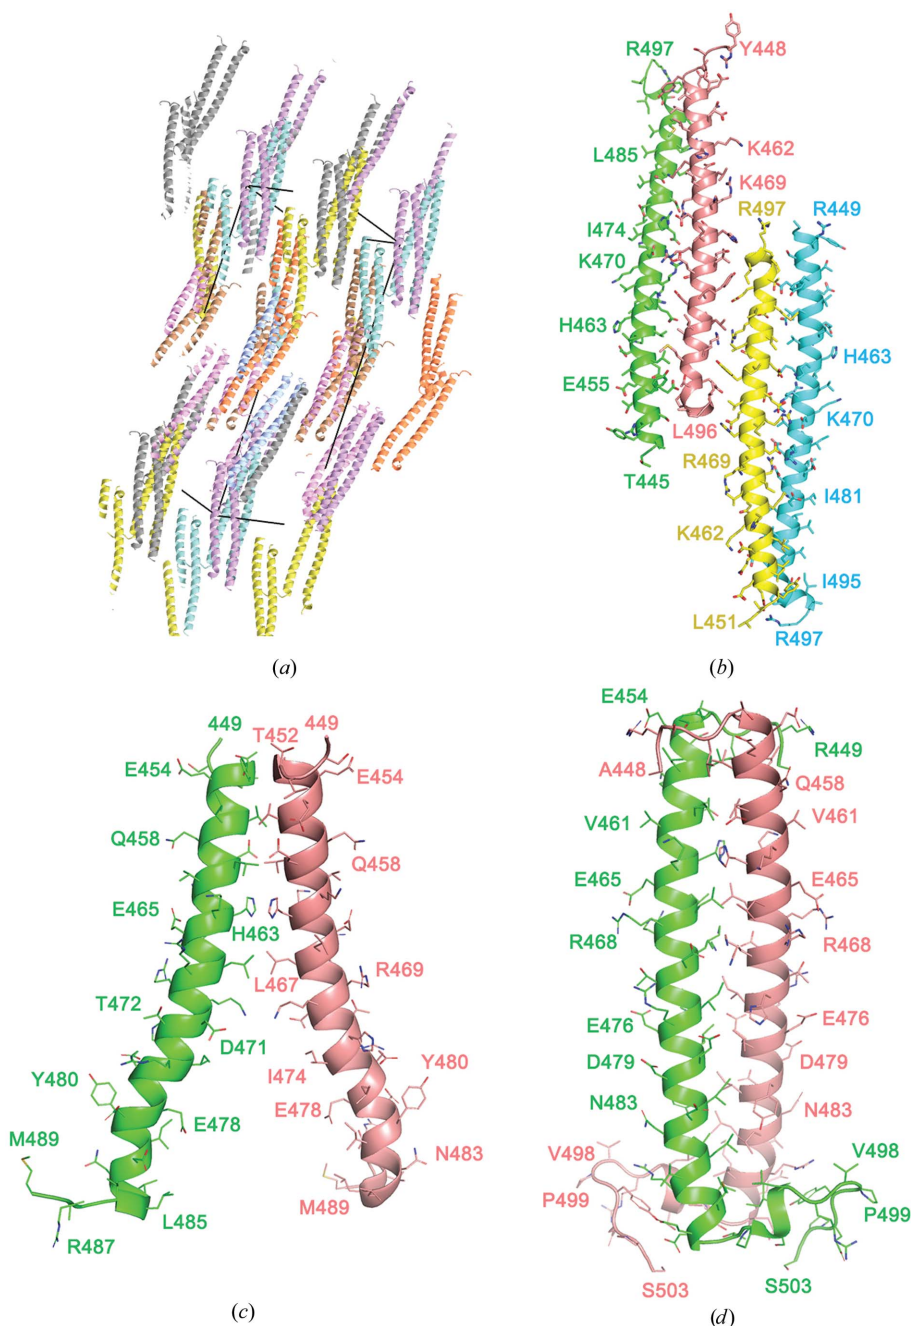 R497 Y448
L485 K462
K469
I474 R497 R449
K470
H463 H463
E455 K470
L496
T445 R469
I481
K462
I495
L451
R497
(a) (b)
449 T452 449
E454 E454
Q458 Q458
E465 H463
L467 R469
T472 D471
I474
Y480 Y480
E478 E478
M489 N483
L485 M489
R487
(c)
E454
R449
A448 Q458
V461 V461
E465 E465
R468 R468
E476 E476
D479 D479
N483 N483
V498 V498
P499 P499
S503 S503
(d)